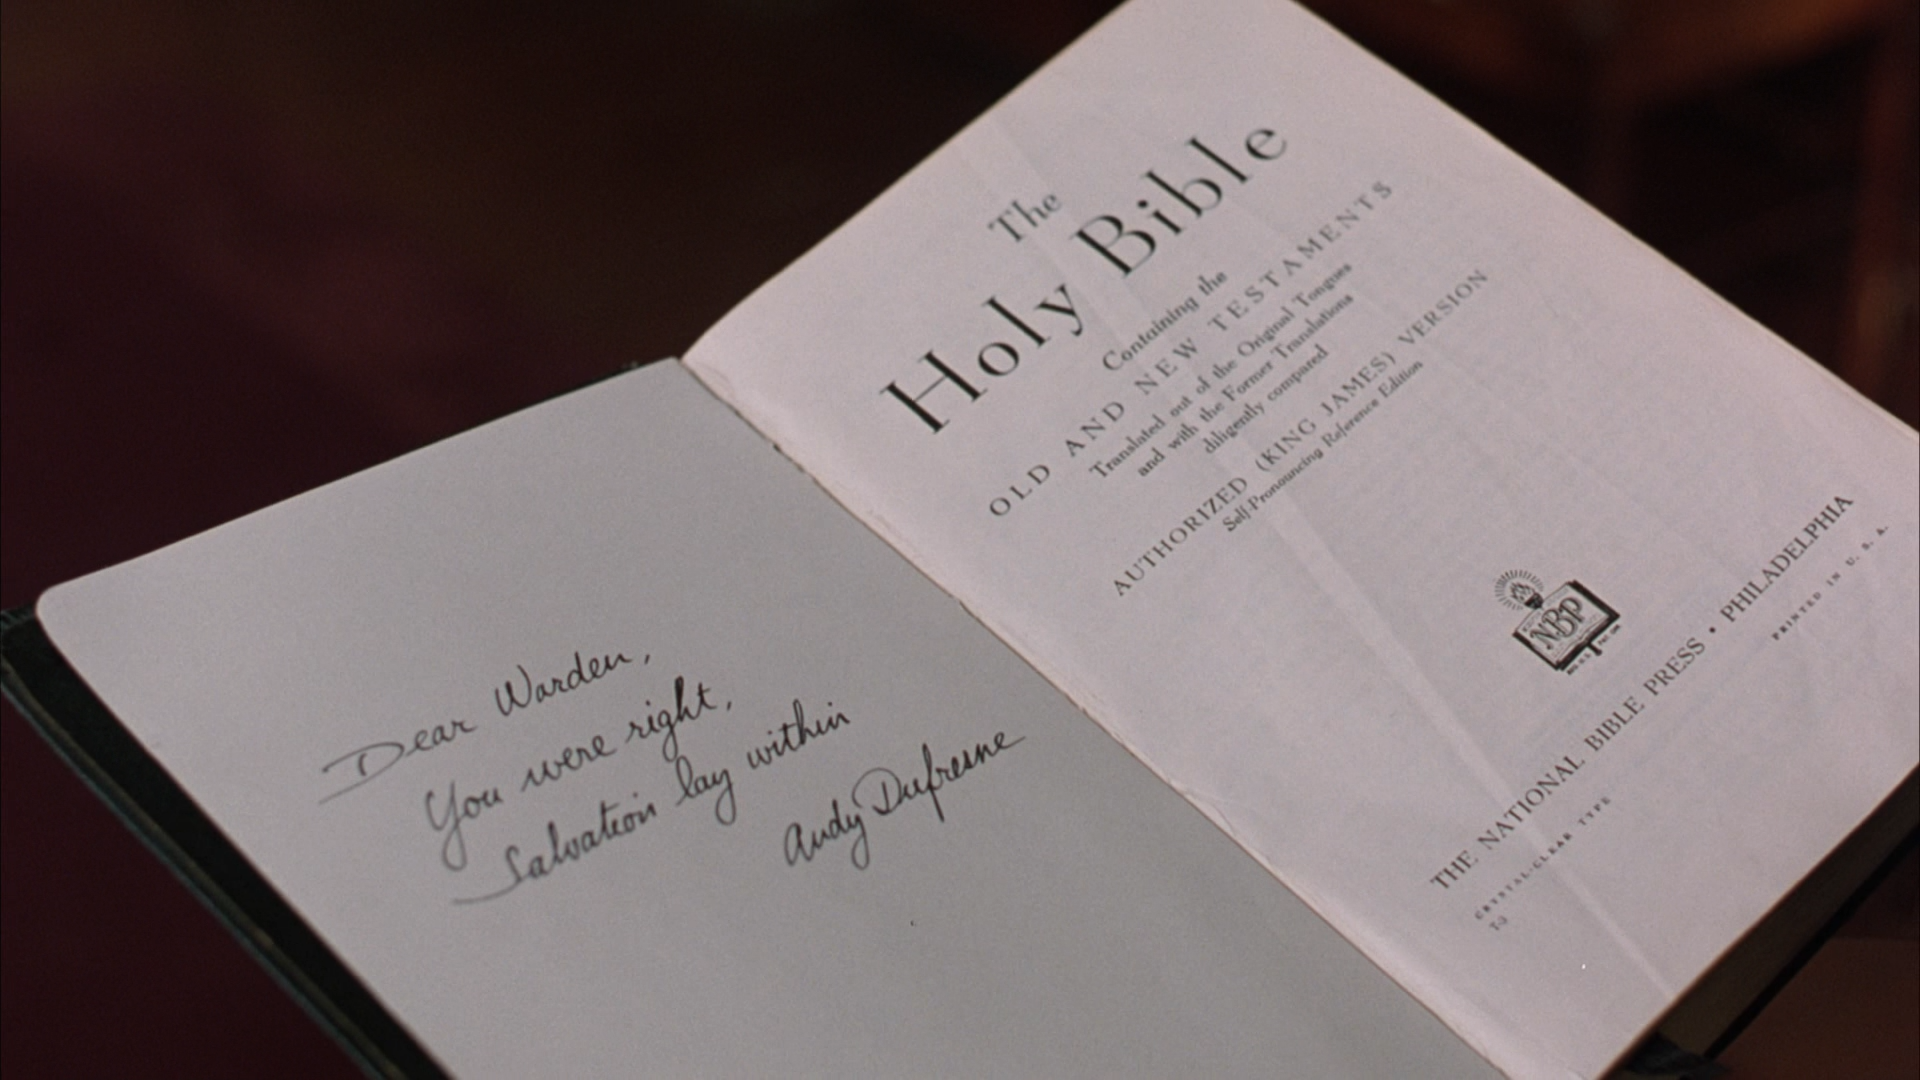 Dear Warden,
You were right,
Salvation lay within
Andy Dufresne
The
Holy Bible
Containing the
OLD AND NEW TESTAMENTS
Translated out of the Original Tongues
and with the Former Translations
diligently compared
AUTHORIZED (KING JAMES) VERSION
Self-Pronouncing Reference Edition
NBP
THE NATIONAL BIBLE PRESS • PHILADELPHIA
CRYSTAL-CLEAR TYPE
PRINTED IN U. S. A.